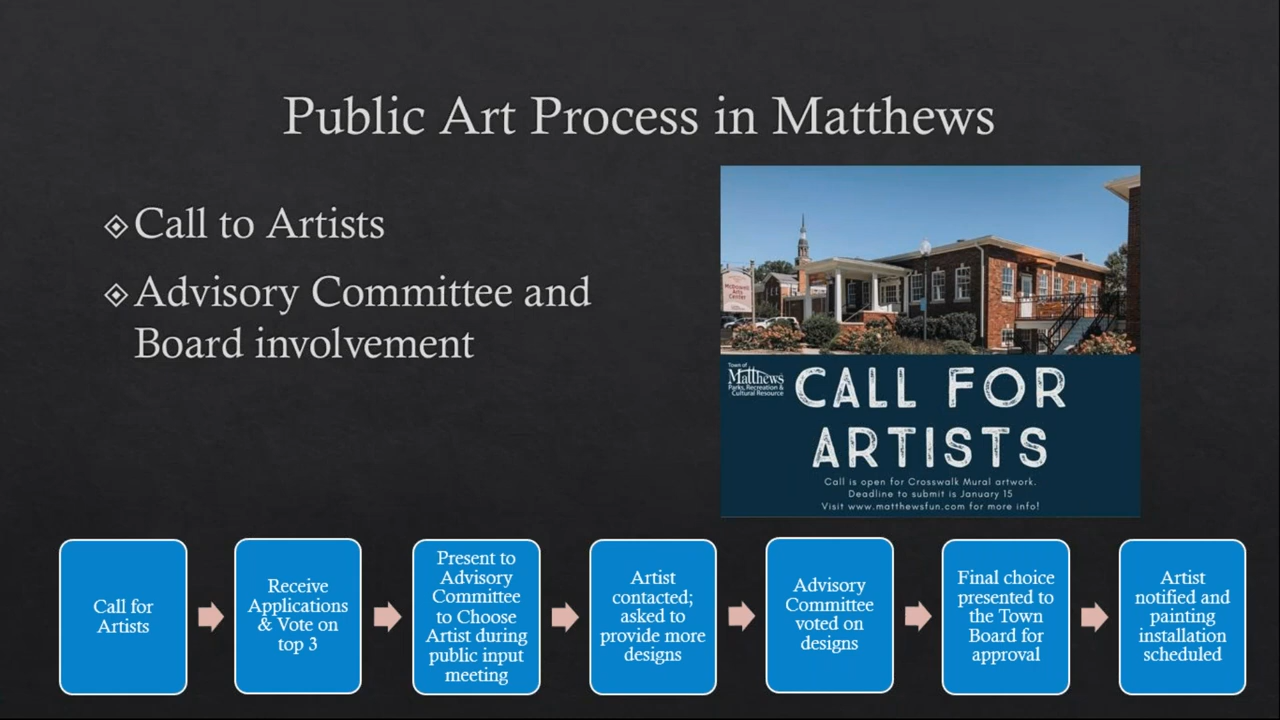 Public Art Process in Matthews
Call to Artists
Advisory Committee and
Board involvement
McDowell
Arts
Center
Town of
Matthews
Parks, Recreation &
Cultural Resource
CALL FOR
ARTISTS
Call is open for Crosswalk Mural artwork.
Deadline to submit is January 15
Visit www.matthewsfun.com for more info!
Call for
Artists
Receive
Applications
& Vote on
top 3
Present to
Advisory
Committee
to Choose
Artist during
public input
meeting
Artist
contacted;
asked to
provide more
designs
Advisory
Committee
voted on
designs
Final choice
presented to
the Town
Board for
approval
Artist
notified and
painting
installation
scheduled